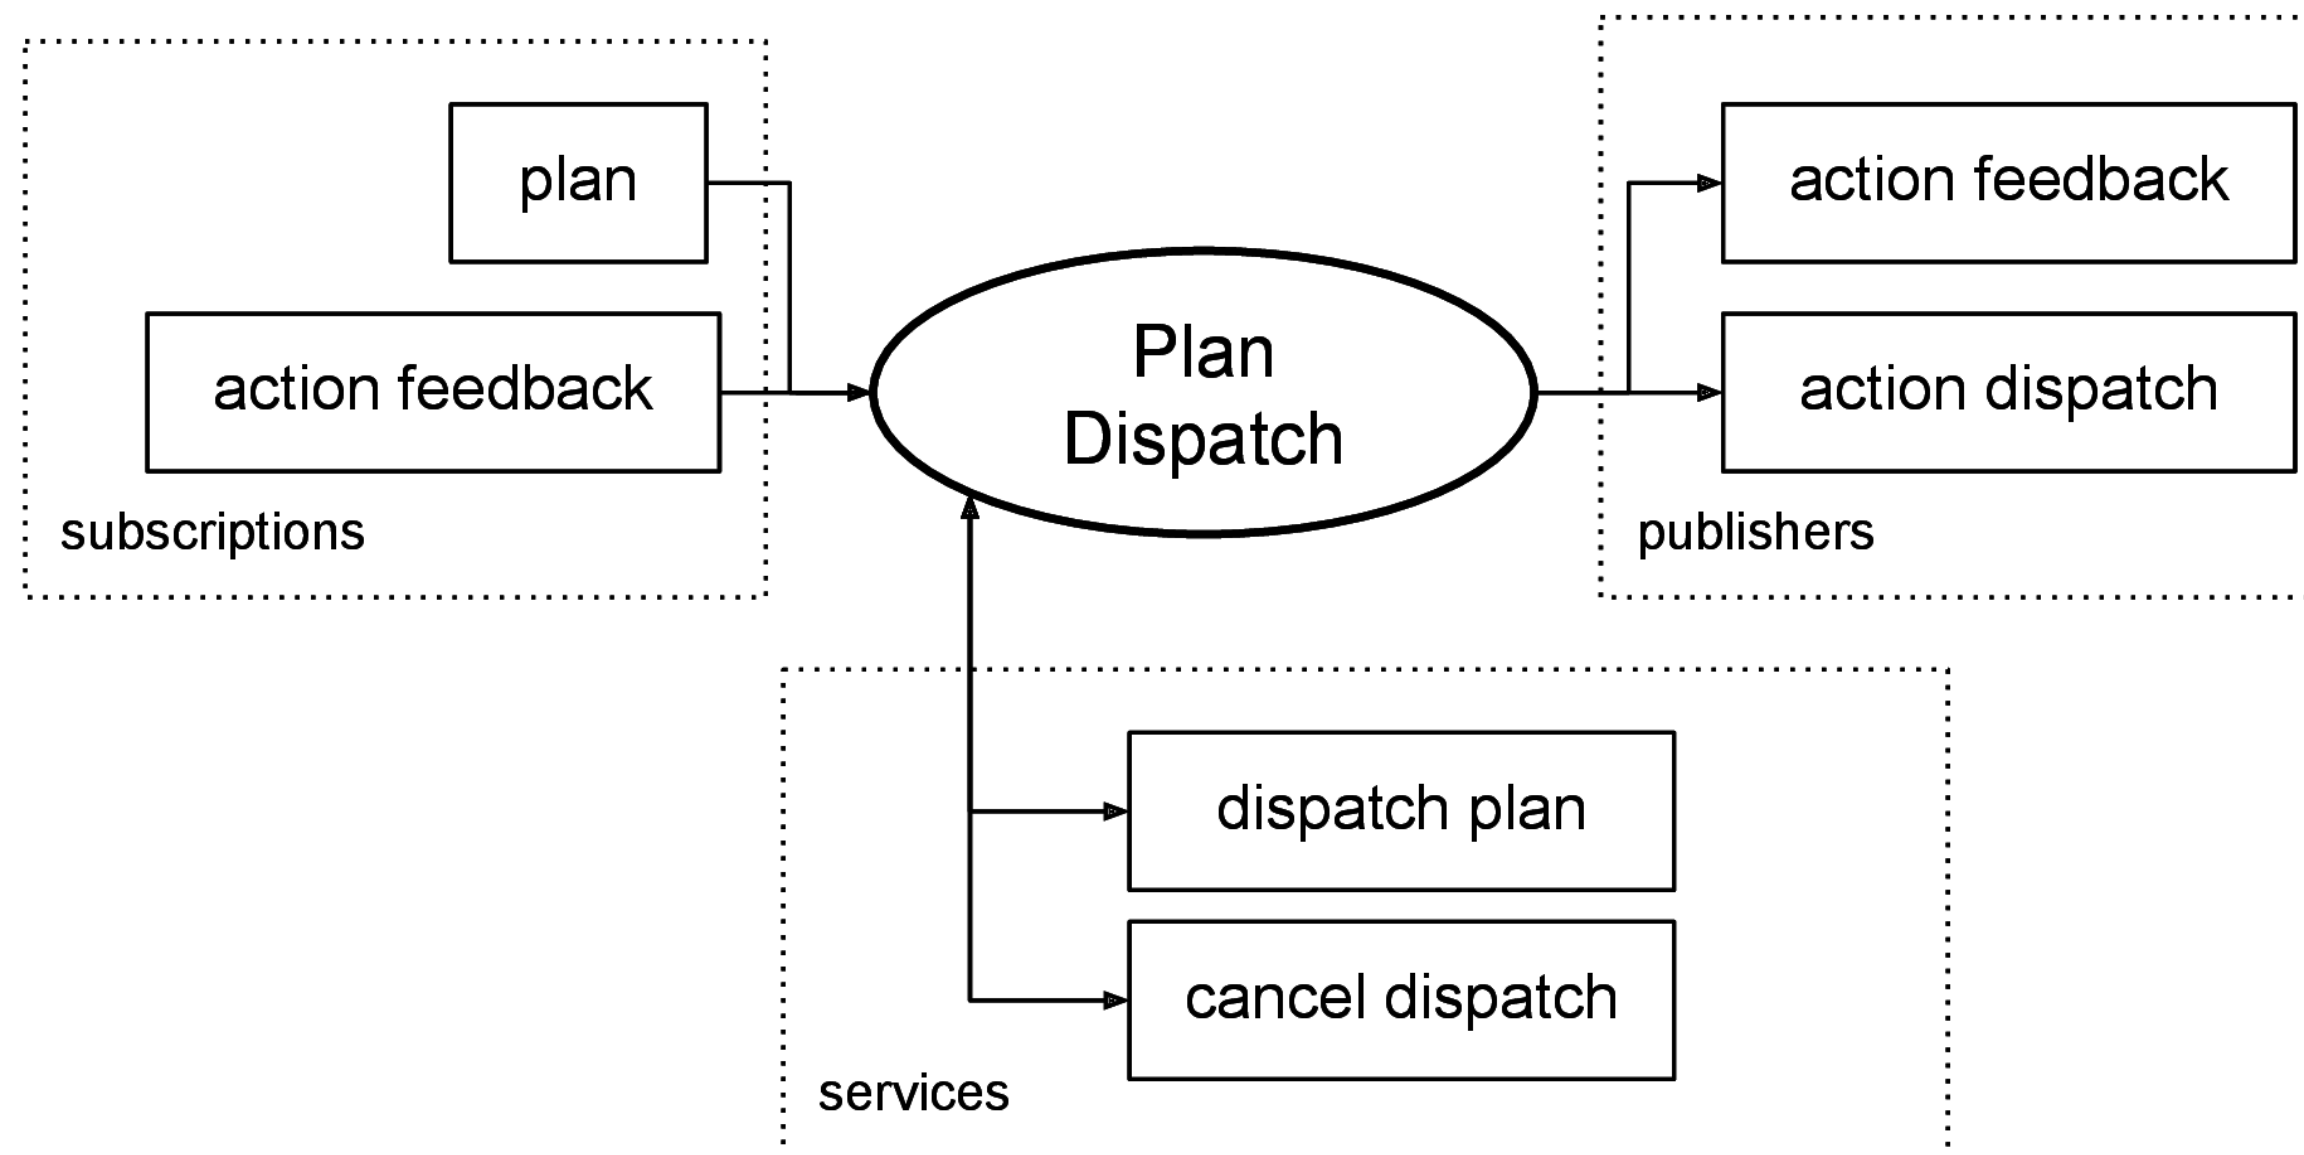 plan
action feedback
subscriptions
Plan
Dispatch
action feedback
action dispatch
publishers
dispatch plan
cancel dispatch
services